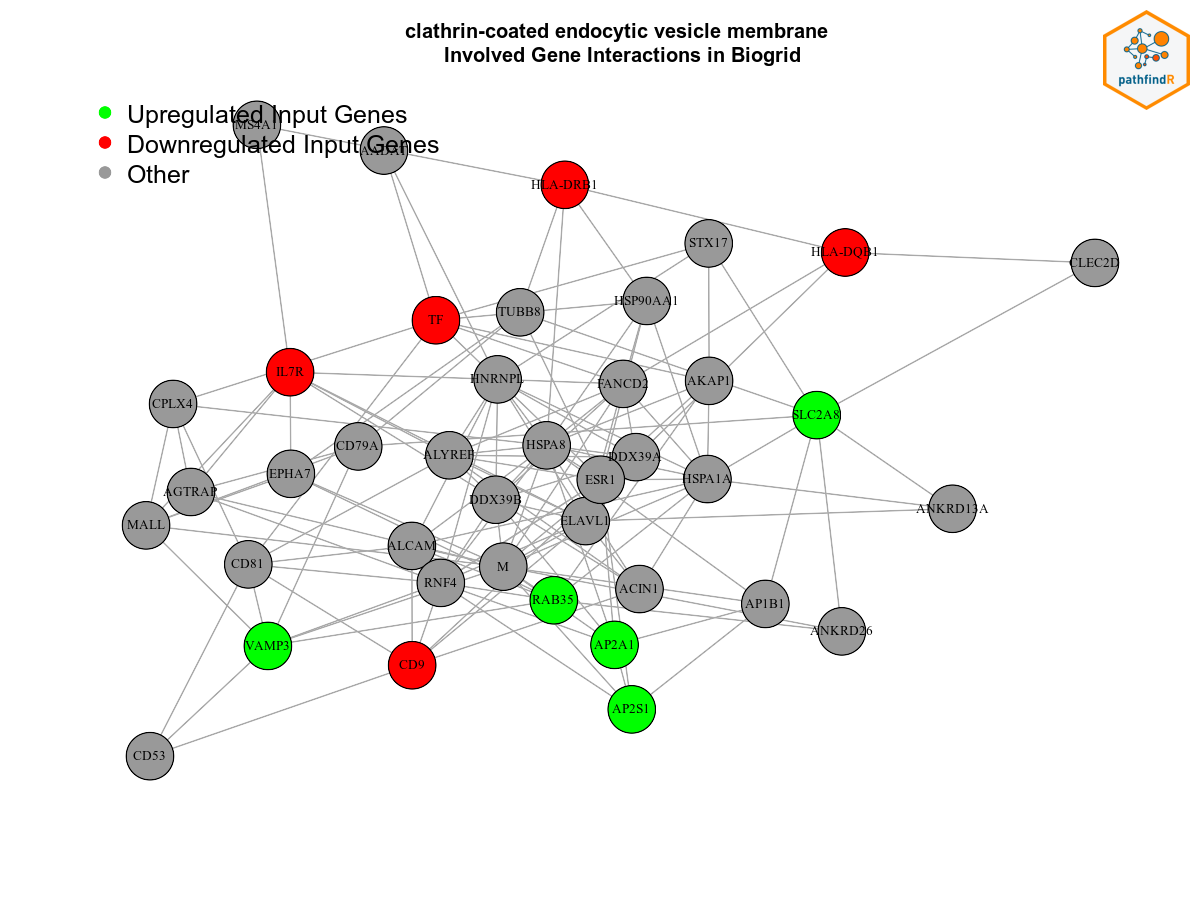 clathrin-coated endocytic vesicle membrane
Involved Gene Interactions in Biogrid
pathfindR
Upregulated Input Genes
MS4A1
Downregulated Input Genes
Other
HLA-DRB1
STX17
HLA-DQB1
CLEC2D
HSP90AA1
TUBB8
TF
IL7R
HNRNPL
FANCD2
AKAP1
CPLX4
SLC2A8
CD79A
ALYREF
HSPA8
DDX39A
EPHA7
ESR1
HSPA1A
AGTRAP
DDX39B
ANKRD13A
MALL
ELAVL1
ALCAM
CD81
M
RNF4
ACIN1
RAB35
AP1B1
ANKRD26
VAMP3
AP2A1
CD9
AP2S1
CD53